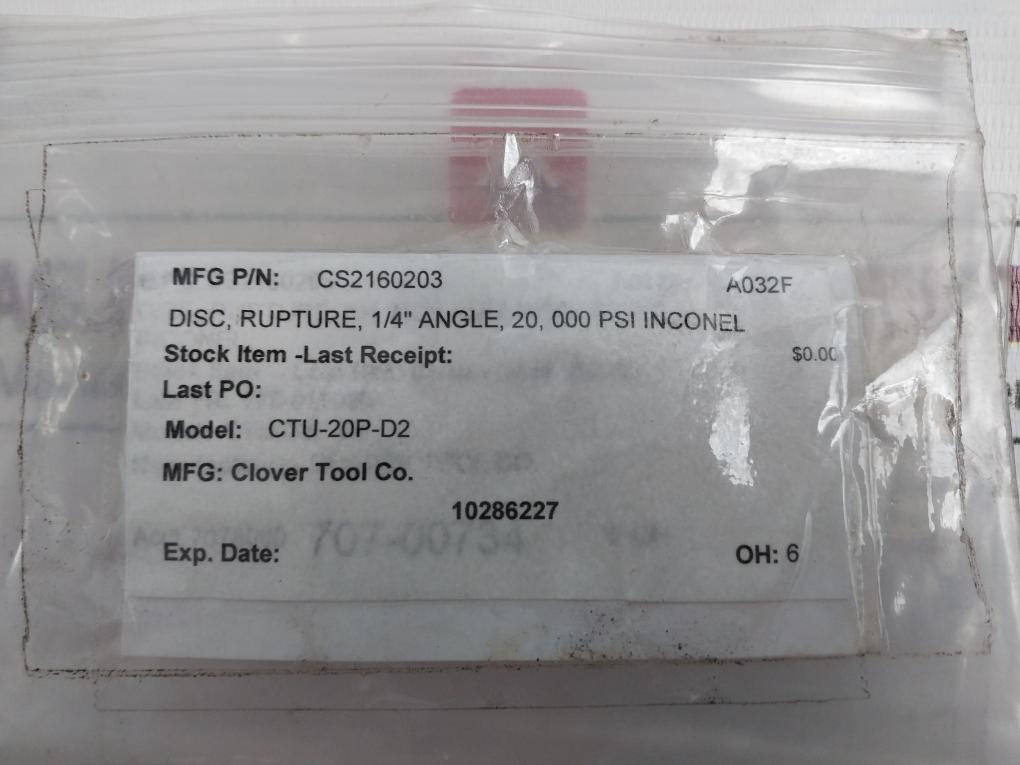 MFG P/N: CS2160203 A032F
DISC, RUPTURE, 1/4" ANGLE, 20, 000 PSI INCONEL
Stock Item -Last Receipt: $0.00
Last PO:
Model: CTU-20P-D2
MFG: Clover Tool Co.
10286227
707-00734
Exp. Date: OH: 6